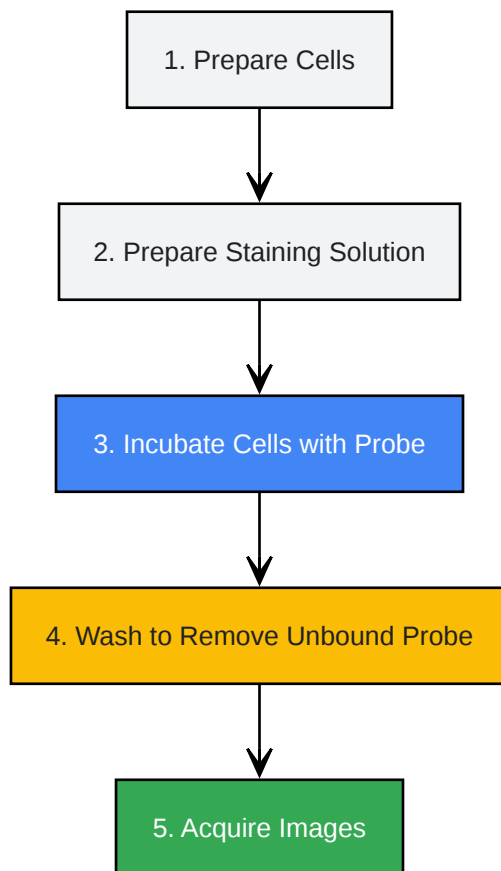 1. Prepare Cells
2. Prepare Staining Solution
3. Incubate Cells with Probe
4. Wash to Remove Unbound Probe
5. Acquire Images